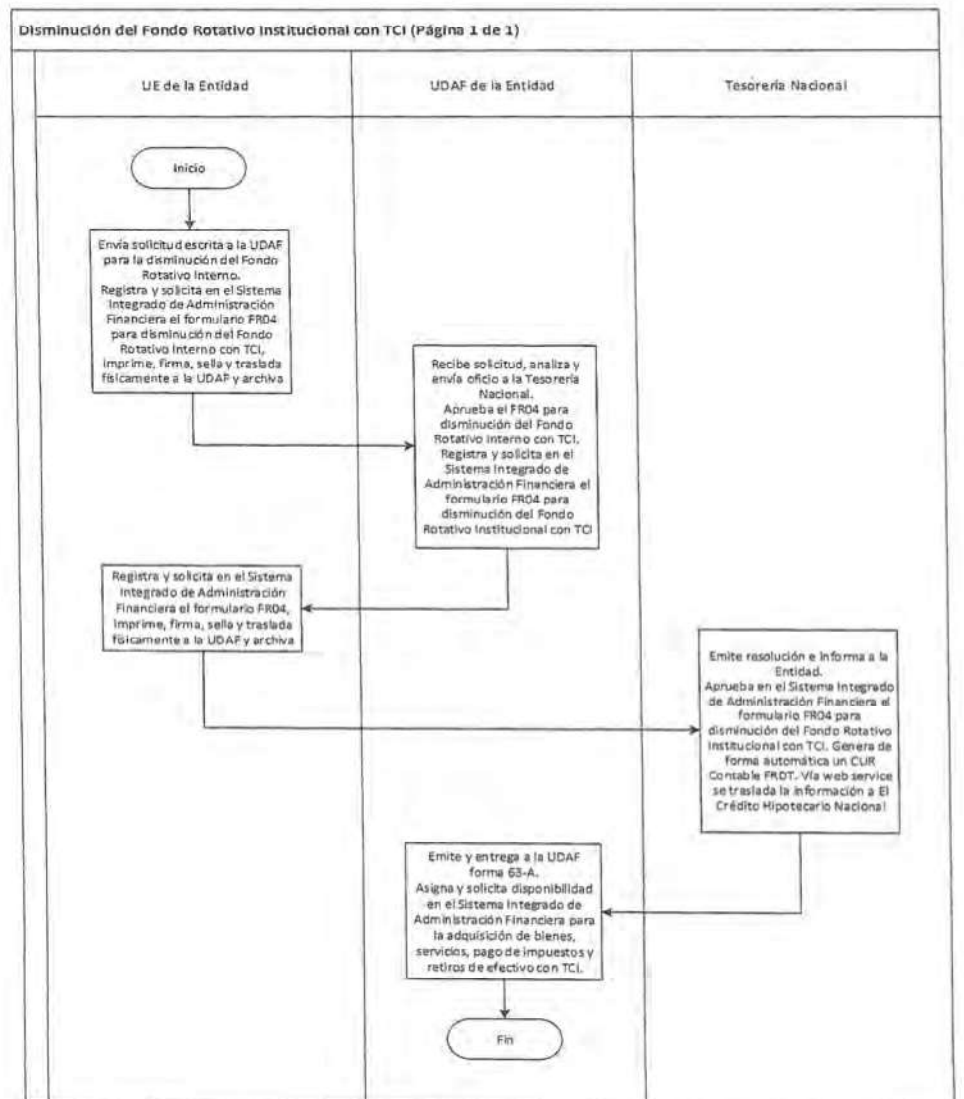 Disminución del Fondo Rotativo Institucional con TCI (Página 1 de 1)
UE de la Entidad
UDAF de la Entidad
Tesorería Nacional
Inicio
Envía solicitud escrita a la UDAF
para la disminución del Fondo
Rotativo Interno.
Registra y solicita en el Sistema
Integrado de Administración
Financiera el formulario FR04
para disminución del Fondo
Rotativo Interno con TCI,
imprime, firma, sella y traslada
físicamente a la UDAF y archiva
Recibe solicitud, analiza y
envía oficio a la Tesorería
Nacional.
Aprueba el FR04 para
disminución del Fondo
Rotativo Interno con TCI.
Registra y solicita en el
Sistema Integrado de
Administración Financiera el
formulario FR04 para
disminución del Fondo
Rotativo Institucional con TCI
Registra y solicita en el Sistema
Integrado de Administración
Financiera el formulario FR04,
imprime, firma, sella y traslada
físicamente a la UDAF y archiva
Emite resolución e informa a la
Entidad.
Aprueba en el Sistema Integrado
de Administración Financiera el
formulario FR04 para
disminución del Fondo Rotativo
Institucional con TCI. Genera de
forma automática un CUR
Contable FRDT. Vía web service
se traslada la información a El
Crédito Hipotecario Nacional
Emite y entrega a la UDAF
forma 63-A.
Asigna y solicita disponibilidad
en el Sistema Integrado de
Administración Financiera para
la adquisición de bienes,
servicios, pago de impuestos y
retiros de efectivo con TCI.
Fin